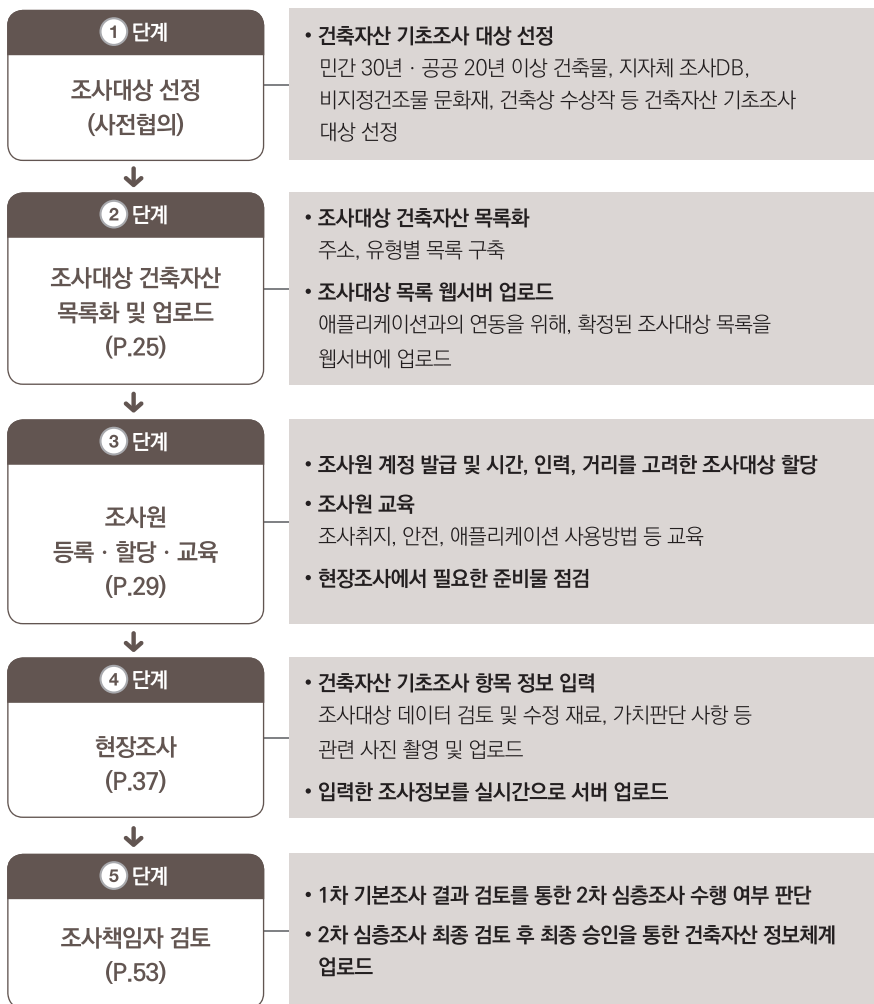 1 단계
조사대상 선정
(사전협의)
• 건축자산 기초조사 대상 선정
민간 30년 · 공공 20년 이상 건축물, 지자체 조사DB,
비지정건조물 문화재, 건축상 수상작 등 건축자산 기초조사
대상 선정
2 단계
조사대상 건축자산
목록화 및 업로드
(P.25)
• 조사대상 건축자산 목록화
주소, 유형별 목록 구축
• 조사대상 목록 웹서버 업로드
애플리케이션과의 연동을 위해, 확정된 조사대상 목록을
웹서버에 업로드
3 단계
조사원
등록 · 할당 · 교육
(P.29)
• 조사원 계정 발급 및 시간, 인력, 거리를 고려한 조사대상 할당
• 조사원 교육
조사취지, 안전, 애플리케이션 사용방법 등 교육
• 현장조사에서 필요한 준비물 점검
4 단계
현장조사
(P.37)
• 건축자산 기초조사 항목 정보 입력
조사대상 데이터 검토 및 수정 재료, 가치판단 사항 등
관련 사진 촬영 및 업로드
• 입력한 조사정보를 실시간으로 서버 업로드
5 단계
조사책임자 검토
(P.53)
• 1차 기본조사 결과 검토를 통한 2차 심층조사 수행 여부 판단
• 2차 심층조사 최종 검토 후 최종 승인을 통한 건축자산 정보체계
업로드